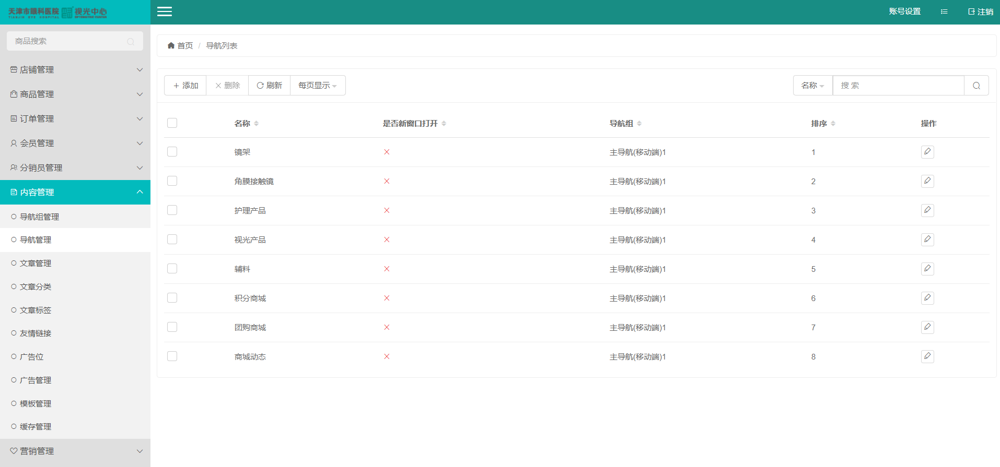 天津市眼科医院 视光中心
TIANJIN EYE HOSPITAL OPTOMETRIC CENTER
账号设置
注销
商品搜索
店铺管理
商品管理
订单管理
会员管理
分销员管理
内容管理
导航组管理
导航管理
文章管理
文章分类
文章标签
友情链接
广告位
广告管理
模板管理
缓存管理
营销管理
首页 / 导航列表
添加 删除 刷新 每页显示 名称 搜 索
名称 是否新窗口打开 导航组 排序 操作
镜架 主导航(移动端)1 1
角膜接触镜 主导航(移动端)1 2
护理产品 主导航(移动端)1 3
视光产品 主导航(移动端)1 4
辅料 主导航(移动端)1 5
积分商城 主导航(移动端)1 6
团购商城 主导航(移动端)1 7
商城动态 主导航(移动端)1 8